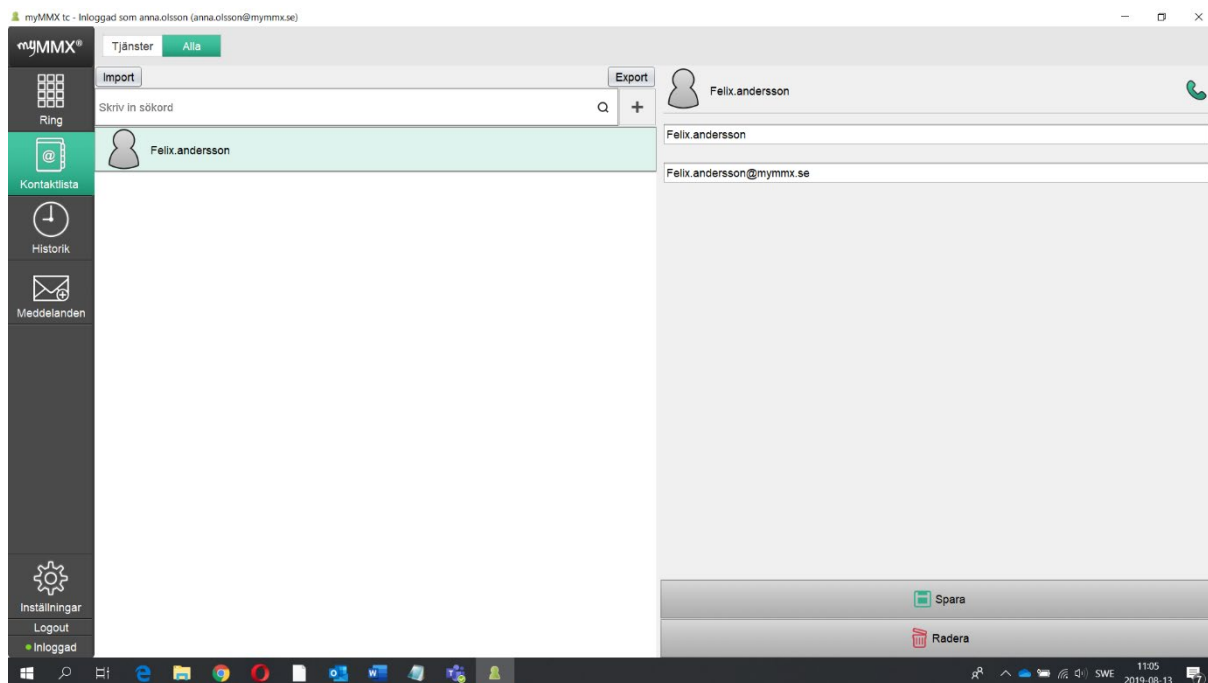 myMMX tc - Inloggad som anna.olsson (anna.olsson@mymmx.se)
myMMX®
Tjänster
Alla
Ring
Kontaktlista
Historik
Meddelanden
Inställningar
Logout
Inloggad
Import
Export
Skriv in sökord
Felix.andersson
Felix.andersson
Felix.andersson
Felix.andersson@mymmx.se
Spara
Radera
SWE
11:05
2019-08-13
7